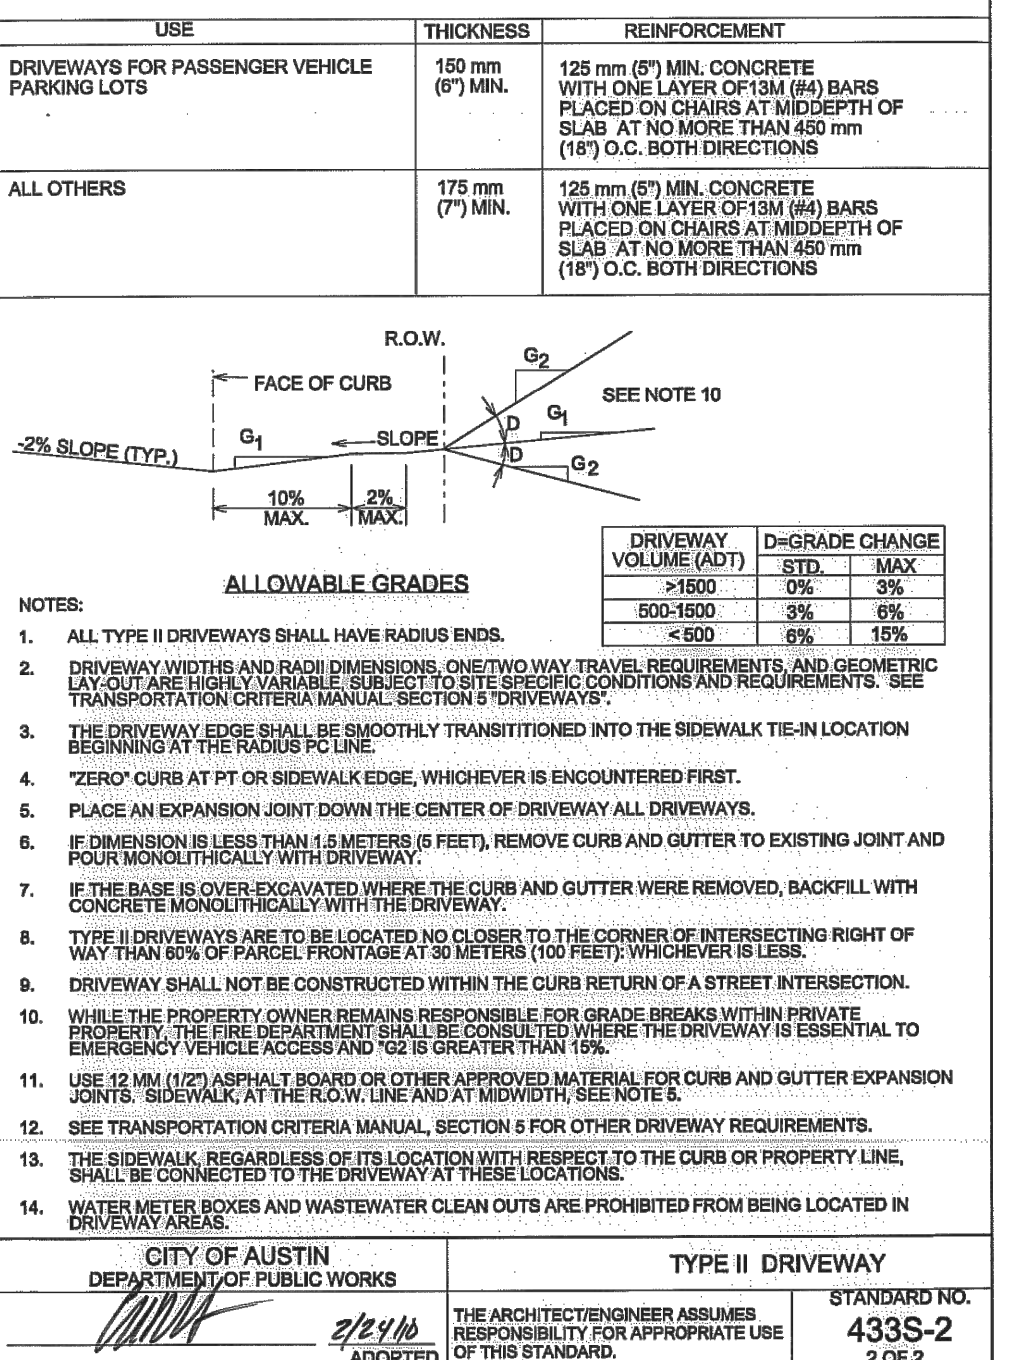 USE THICKNESS REINFORCEMENT
DRIVEWAYS FOR PASSENGER VEHICLE
PARKING LOTS
150 mm
(6") MIN.
125 mm (5") MIN. CONCRETE
WITH ONE LAYER OF13M (#4) BARS
PLACED ON CHAIRS AT MIDDEPTH OF
SLAB AT NO MORE THAN 450 mm
(18") O.C. BOTH DIRECTIONS
ALL OTHERS
175 mm
(7") MIN.
125 mm (5") MIN. CONCRETE
WITH ONE LAYER OF13M (#4) BARS
PLACED ON CHAIRS AT MIDDEPTH OF
SLAB AT NO MORE THAN 450 mm
(18") O.C. BOTH DIRECTIONS
R.O.W.
G2
FACE OF CURB
SEE NOTE 10
G1
D
G1
SLOPE
-2% SLOPE (TYP.)
D
G2
10%
MAX.
2%
MAX.
DRIVEWAY
VOLUME (ADT)
D=GRADE CHANGE
STD. MAX
>1500 0% 3%
500-1500 3% 6%
<500 6% 15%
ALLOWABLE GRADES
NOTES:
1. ALL TYPE II DRIVEWAYS SHALL HAVE RADIUS ENDS.
2. DRIVEWAY WIDTHS AND RADII DIMENSIONS, ONE/TWO WAY TRAVEL REQUIREMENTS, AND GEOMETRIC
LAY-OUT ARE HIGHLY VARIABLE, SUBJECT TO SITE SPECIFIC CONDITIONS AND REQUIREMENTS. SEE
TRANSPORTATION CRITERIA MANUAL, SECTION 5 "DRIVEWAYS".
3. THE DRIVEWAY EDGE SHALL BE SMOOTHLY TRANSITITIONED INTO THE SIDEWALK TIE-IN LOCATION
BEGINNING AT THE RADIUS PC LINE.
4. "ZERO" CURB AT PT OR SIDEWALK EDGE, WHICHEVER IS ENCOUNTERED FIRST.
5. PLACE AN EXPANSION JOINT DOWN THE CENTER OF DRIVEWAY ALL DRIVEWAYS.
6. IF DIMENSION IS LESS THAN 1.5 METERS (5 FEET), REMOVE CURB AND GUTTER TO EXISTING JOINT AND
POUR MONOLITHICALLY WITH DRIVEWAY.
7. IF THE BASE IS OVER-EXCAVATED WHERE THE CURB AND GUTTER WERE REMOVED, BACKFILL WITH
CONCRETE MONOLITHICALLY WITH THE DRIVEWAY.
8. TYPE II DRIVEWAYS ARE TO BE LOCATED NO CLOSER TO THE CORNER OF INTERSECTING RIGHT OF
WAY THAN 60% OF PARCEL FRONTAGE AT 30 METERS (100 FEET): WHICHEVER IS LESS.
9. DRIVEWAY SHALL NOT BE CONSTRUCTED WITHIN THE CURB RETURN OF A STREET INTERSECTION.
10. WHILE THE PROPERTY OWNER REMAINS RESPONSIBLE FOR GRADE BREAKS WITHIN PRIVATE
PROPERTY, THE FIRE DEPARTMENT SHALL BE CONSULTED WHERE THE DRIVEWAY IS ESSENTIAL TO
EMERGENCY VEHICLE ACCESS AND "G2 IS GREATER THAN 15%.
11. USE 12 MM (1/2") ASPHALT BOARD OR OTHER APPROVED MATERIAL FOR CURB AND GUTTER EXPANSION
JOINTS. SIDEWALK, AT THE R.O.W. LINE AND AT MIDWIDTH, SEE NOTE 5.
12. SEE TRANSPORTATION CRITERIA MANUAL, SECTION 5 FOR OTHER DRIVEWAY REQUIREMENTS.
13. THE SIDEWALK, REGARDLESS OF ITS LOCATION WITH RESPECT TO THE CURB OR PROPERTY LINE,
SHALL BE CONNECTED TO THE DRIVEWAY AT THESE LOCATIONS.
14. WATER METER BOXES AND WASTEWATER CLEAN OUTS ARE PROHIBITED FROM BEING LOCATED IN
DRIVEWAY AREAS.
CITY OF AUSTIN
DEPARTMENT OF PUBLIC WORKS
TYPE II DRIVEWAY
2/24/10
ADOPTED
THE ARCHITECT/ENGINEER ASSUMES
RESPONSIBILITY FOR APPROPRIATE USE
OF THIS STANDARD.
STANDARD NO.
433S-2
2 OF 2